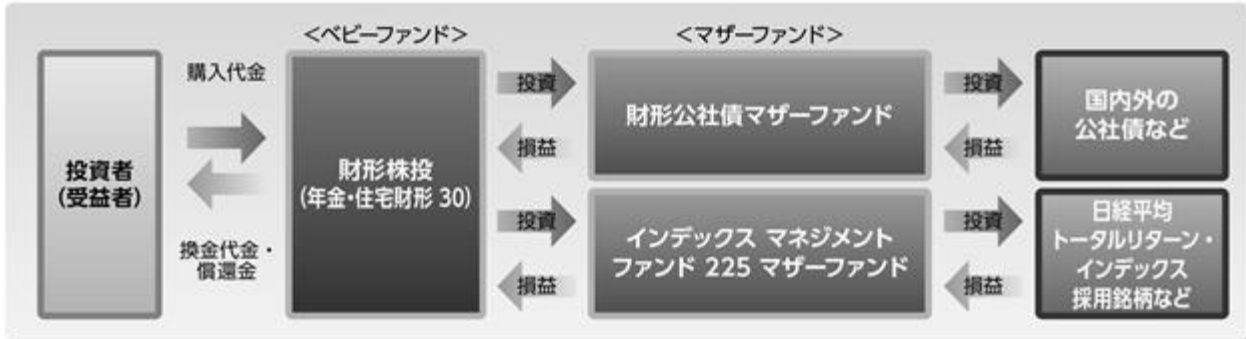 <ベビーファンド>
<マザーファンド>
投資者
(受益者)
購入代金
換金代金・
償還金
財形株投
(年金・住宅財形 30)
投資
損益
財形公社債マザーファンド
投資
損益
国内外の
公社債など
投資
損益
インデックス マネジメント
ファンド 225 マザーファンド
投資
損益
日経平均
トータルリターン・
インデックス
採用銘柄など